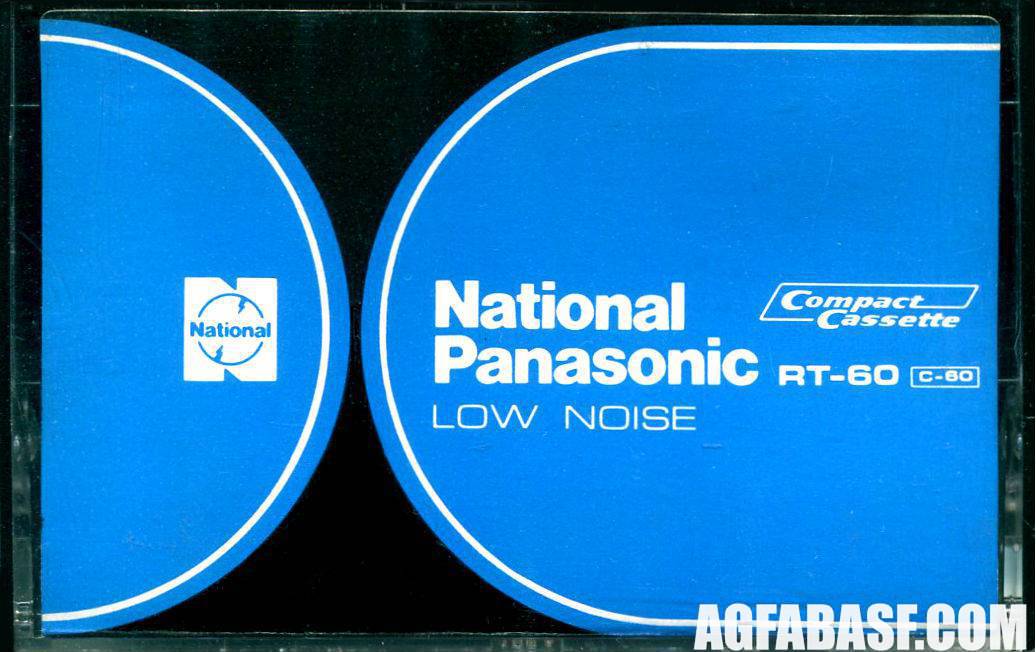 National
National
Panasonic
LOW NOISE
Compact
Cassette
RT-60 C-60
AGFABASF.COM